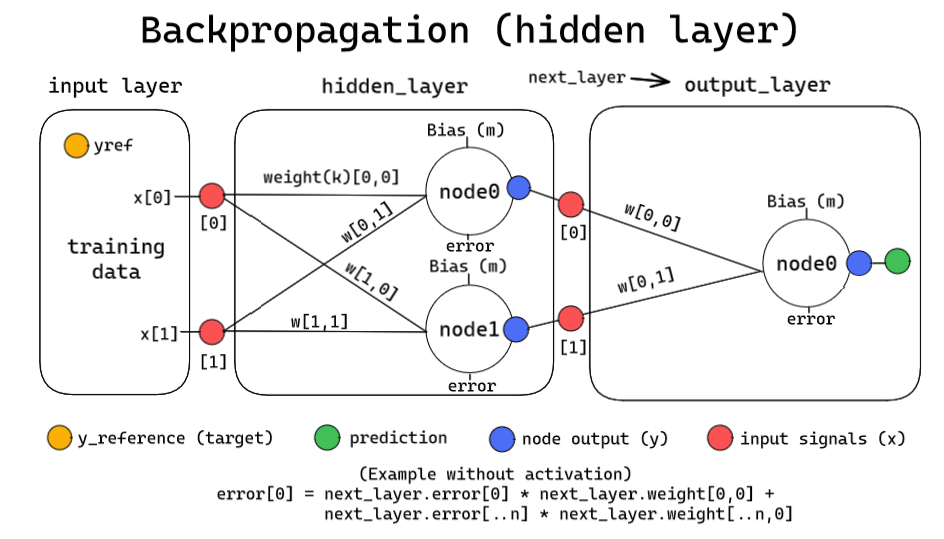 Backpropagation (hidden layer)
input layer
hidden_layer
next_layer
output_layer
yref
x[0]
training
data
x[1]
[0]
[1]
weight(k)[0,0]
w[0,1]
w[1,0]
w[1,1]
Bias (m)
node0
error
Bias (m)
node1
error
[0]
[1]
w[0,0]
w[0,1]
Bias (m)
node0
error
y_reference (target)
prediction
node output (y)
input signals (x)
(Example without activation)
error[0] = next_layer.error[0] * next_layer.weight[0,0] +
next_layer.error[..n] * next_layer.weight[..n,0]